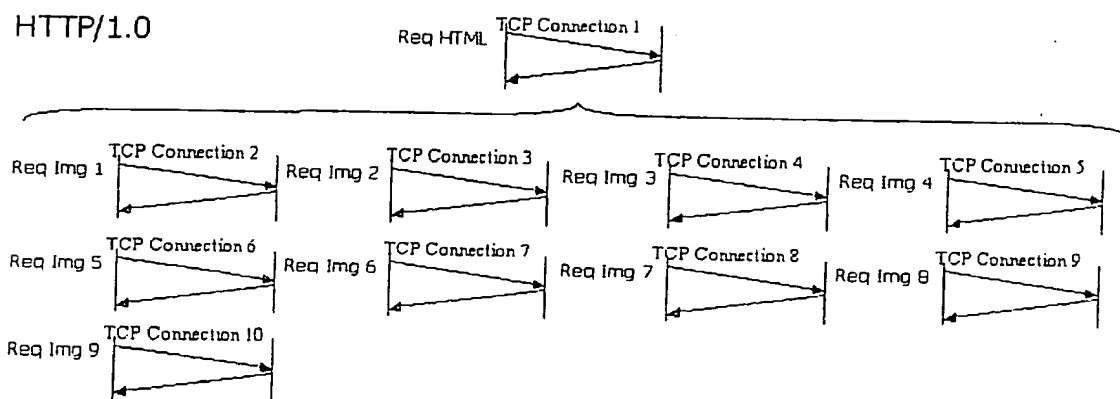 HTTP/1.0
Req HTML
TCP Connection 1
Req Img 1
TCP Connection 2
Req Img 2
TCP Connection 3
Req Img 3
TCP Connection 4
Req Img 4
TCP Connection 5
Req Img 5
TCP Connection 6
Req Img 6
TCP Connection 7
Req Img 7
TCP Connection 8
Req Img 8
TCP Connection 9
Req Img 9
TCP Connection 10